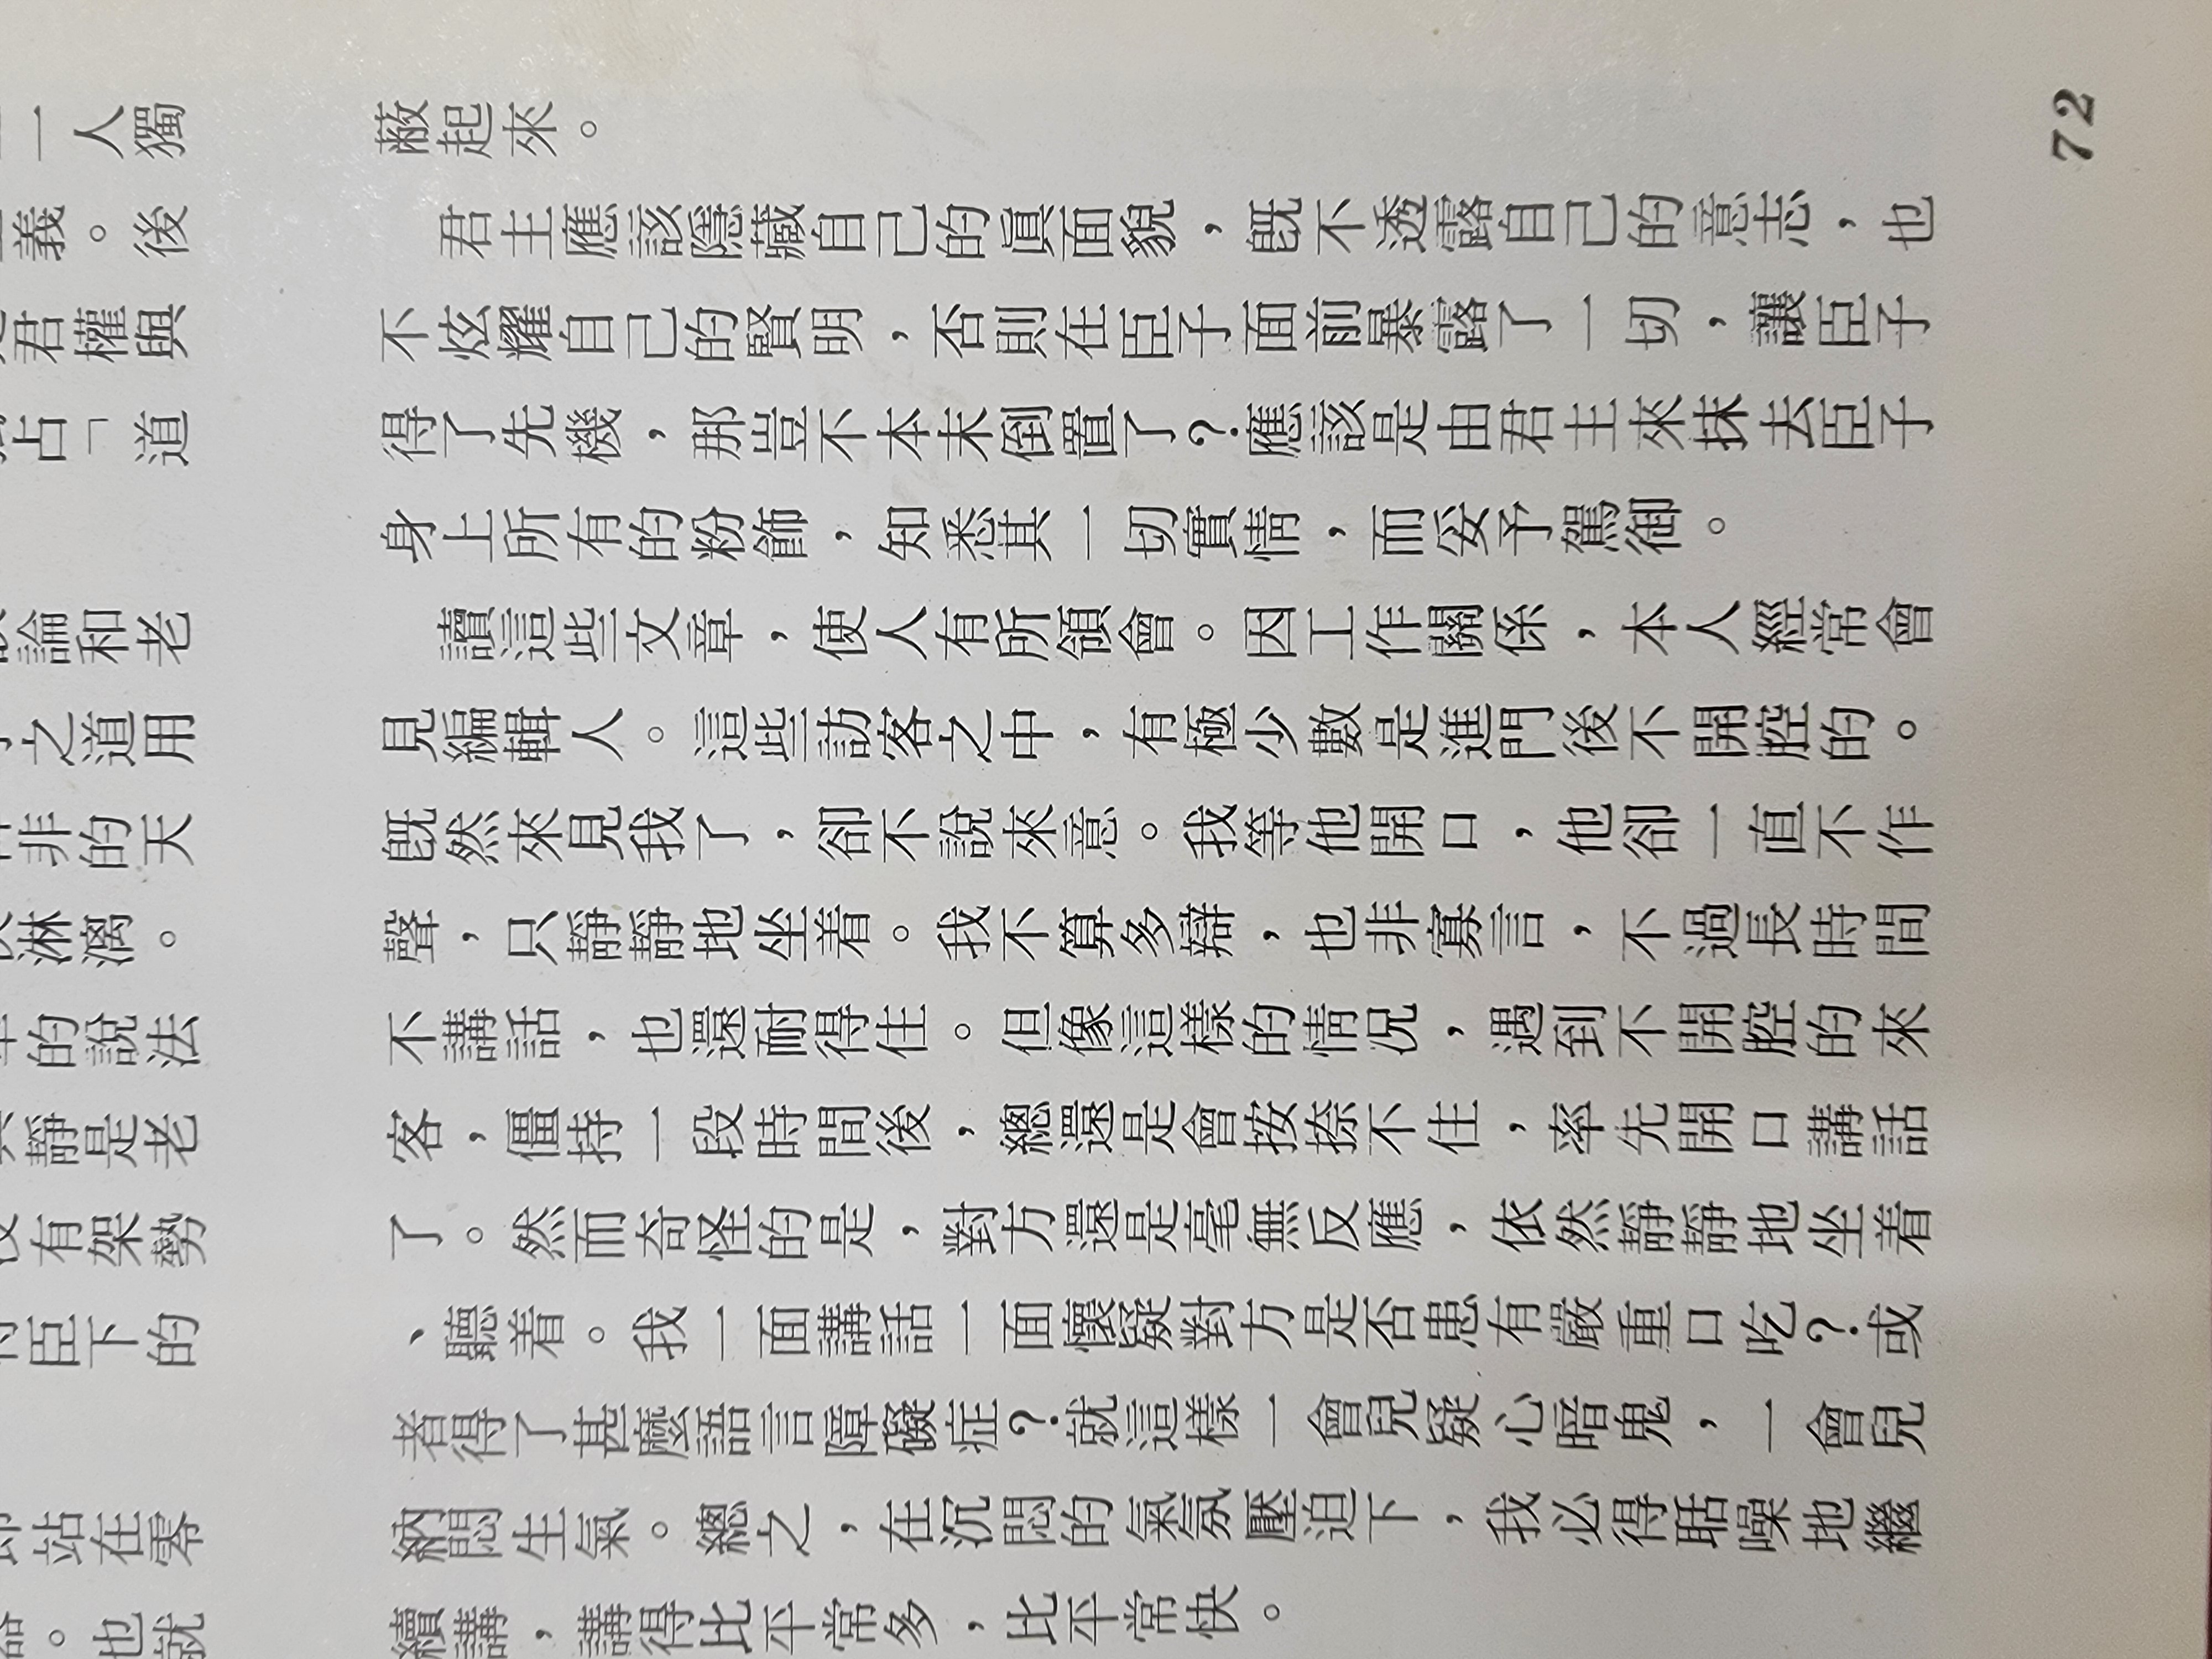 一人獨
義。後
君權與
占「道
論和老
之道用
非的天
淋漓。
的說法
靜是老
没有架勢
臣下的
站在零
。也就
蔽起來。
君主應該隱藏自己的眞面貌，既不透露自己的意志，也
不炫耀自己的賢明，否則在臣子面前暴露了一切，讓臣子
得了先機，那豈不本末倒置了？應該是由君主來抹去臣子
身上所有的粉飾，知悉其一切實情，而妥予駕御。
讀這些文章，使人有所領會。因工作關係，本人經常會
見編輯人。這些訪客之中，有極少數是進門後不開腔的。
既然來見我了，卻不說來意。我等他開口，他卻一直不作
聲，只靜靜地坐着。我不算多辯，也非寡言，不過長時間
不講話，也還耐得住。但像這樣的情况，遇到不開腔的來
客，僵持一段時間後，總還是會按捺不住，率先開口講話
了。然而奇怪的是，對方還是毫無反應，依然靜靜地坐着
、聽着。我一面講話一面懷疑對方是否患有嚴重口吃？或
者得了甚麼語言障礙症？就這樣一會兒疑心暗鬼，一會兒
納悶生氣。總之，在沉悶的氣氛壓迫下，我必得聒噪地繼
續講，講得比平常多，比平常快。
72